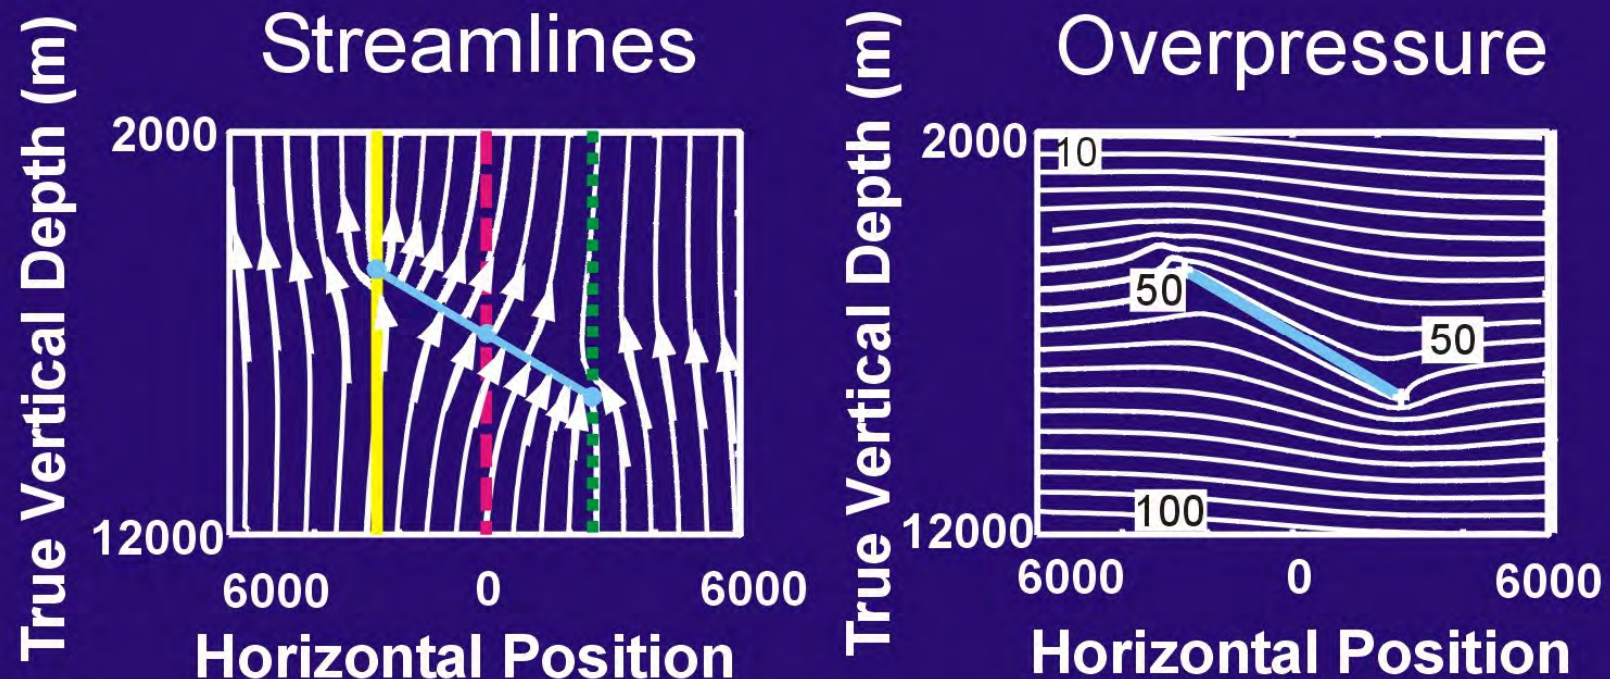 Streamlines
True Vertical Depth (m)
2000
12000
6000 0 6000
Horizontal Position
Overpressure
True Vertical Depth (m)
2000
10
50
50
100
12000
6000 0 6000
Horizontal Position